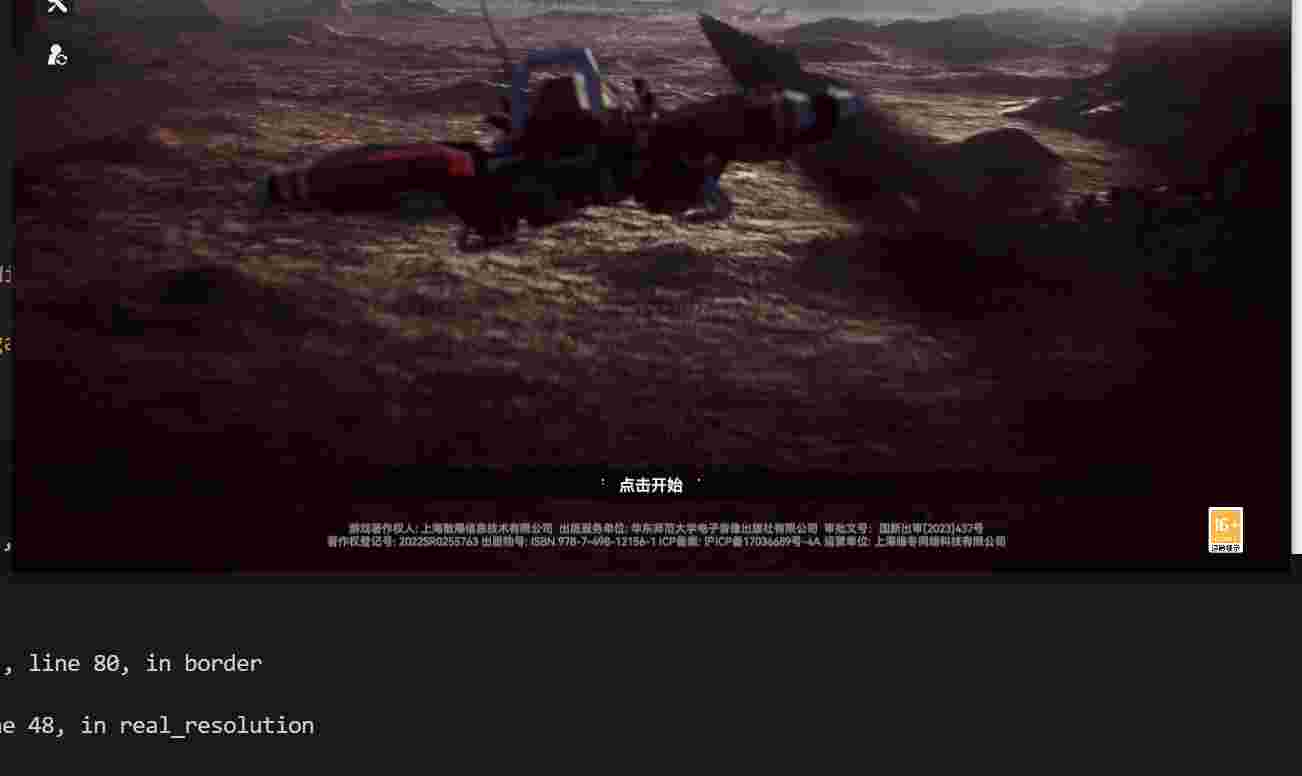 点击开始
游戏著作权人: 上海散爆信息技术有限公司 出版服务单位: 华东师范大学电子音像出版社有限公司 审批文号: 国新出审[2023]437号
著作权登记号: 2022SR0255763 出版物号: ISBN 978-7-498-12156-1 ICP备案: 沪ICP备17036689号-4A 运营单位: 上海暗冬网络科技有限公司
16+
适龄提示
, line 80, in border
e 48, in real_resolution